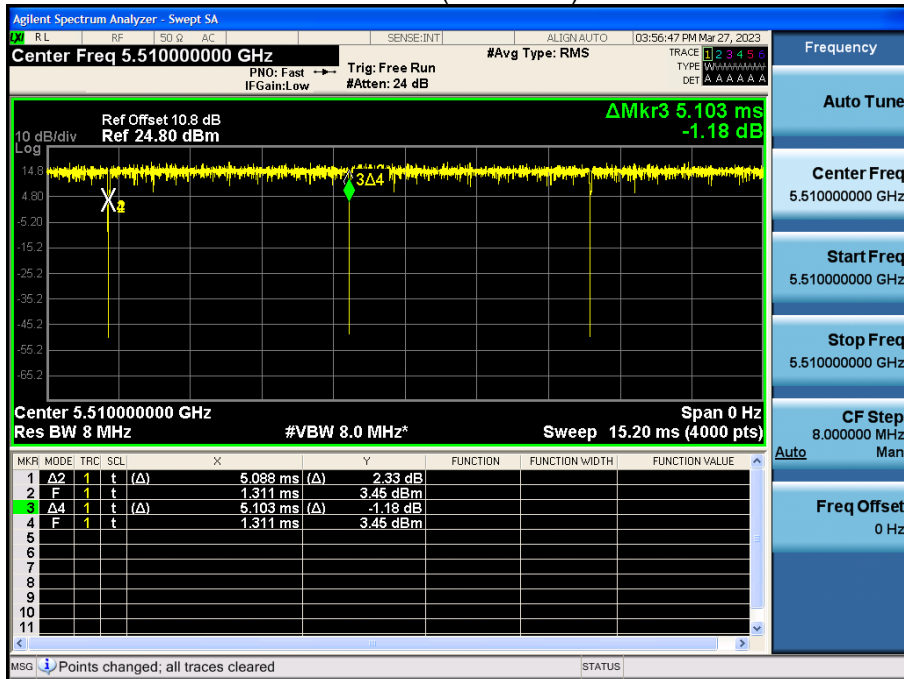 Agilent Spectrum Analyzer - Swept SA
LXI RL RF 50 Ω AC SENSE:INT ALIGN AUTO 03:56:47 PM Mar 27, 2023
Center Freq 5.510000000 GHz #Avg Type: RMS TRACE 1 2 3 4 5 6
PNO: Fast Trig: Free Run TYPE
IFGain:Low #Atten: 24 dB DET A A A A A A
Ref Offset 10.8 dB ΔMkr3 5.103 ms
10 dB/div Ref 24.80 dBm -1.18 dB
Log
14.8
3Δ4
4.80
X
-5.20
-15.2
-25.2
-35.2
-45.2
-55.2
-65.2
Center 5.510000000 GHz Span 0 Hz
Res BW 8 MHz #VBW 8.0 MHz* Sweep 15.20 ms (4000 pts)
MKR MODE TRC SCL X Y FUNCTION FUNCTION WIDTH FUNCTION VALUE
1 Δ2 1 t (Δ) 5.088 ms (Δ) 2.33 dB
2 F 1 t 1.311 ms 3.45 dBm
3 Δ4 1 t (Δ) 5.103 ms (Δ) -1.18 dB
4 F 1 t 1.311 ms 3.45 dBm
5
6
7
8
9
10
11
MSG Points changed; all traces cleared STATUS
Frequency
Auto Tune
Center Freq
5.510000000 GHz
Start Freq
5.510000000 GHz
Stop Freq
5.510000000 GHz
CF Step
8.000000 MHz
Auto Man
Freq Offset
0 Hz